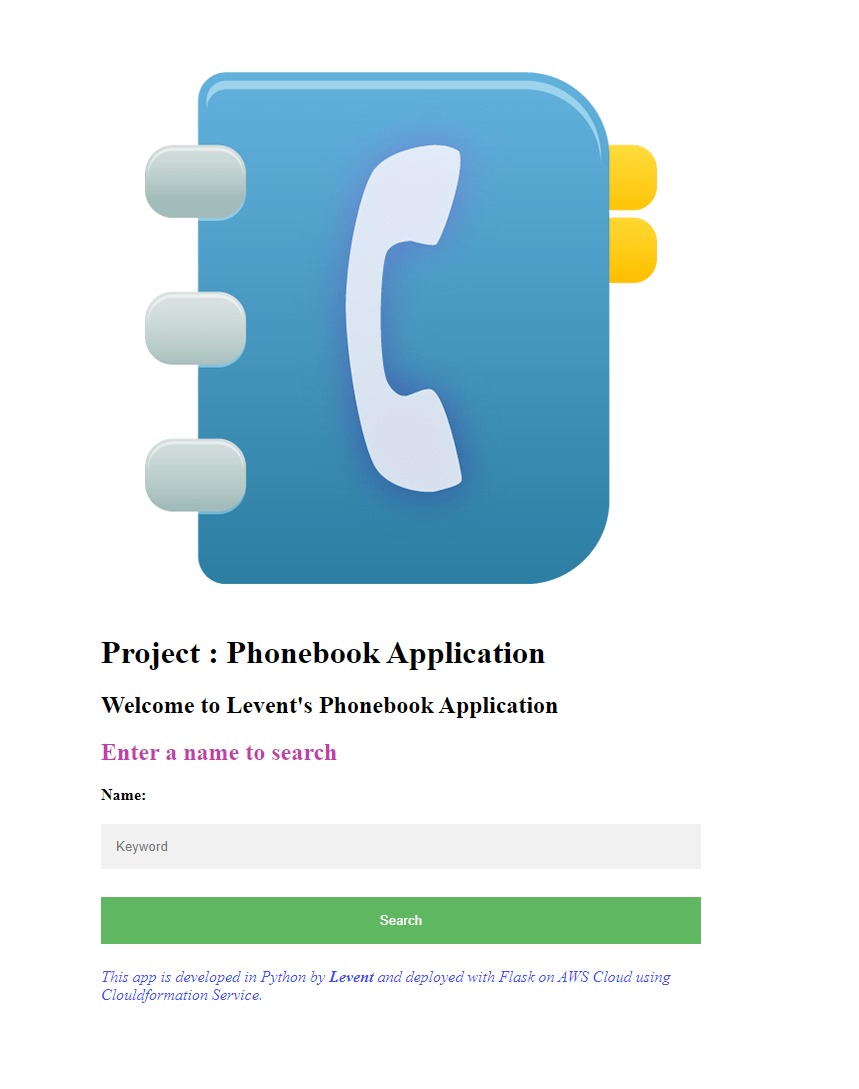 Project : Phonebook Application
Welcome to Levent's Phonebook Application
Enter a name to search
Name:
Keyword
Search
This app is developed in Python by Levent and deployed with Flask on AWS Cloud using
Clouldformation Service.